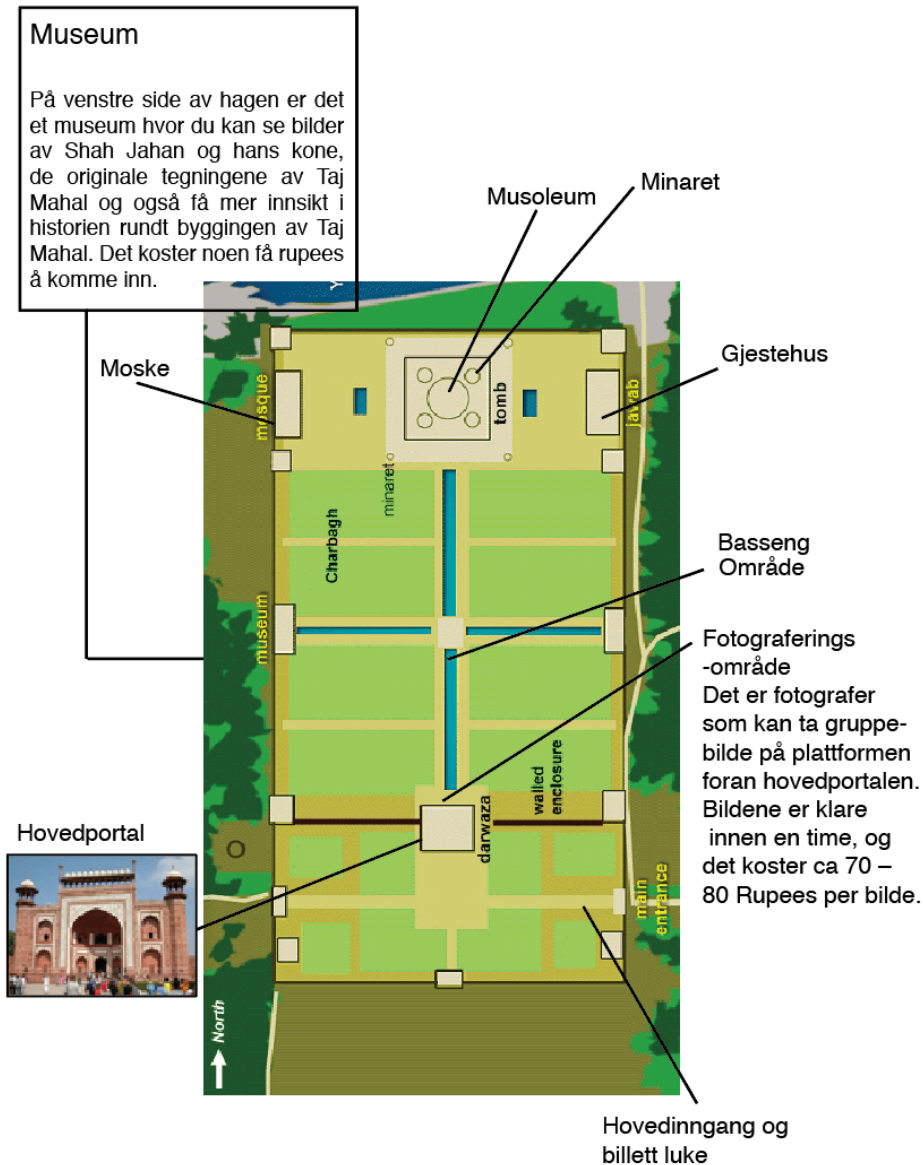 Museum
På venstre side av hagen er det
et museum hvor du kan se bilder
av Shah Jahan og hans kone,
de originale tegningene av Taj
Mahal og også få mer innsikt i
historien rundt byggingen av Taj
Mahal. Det koster noen få rupees
å komme inn.
Musoleum
Minaret
Moske
Gjestehus
Y
mosque
tomb
jawab
minaret
Charbagh
museum
Basseng
Område
Fotograferings
-område
Det er fotografer
som kan ta gruppe-
bilde på plattformen
foran hovedportalen.
Bildene er klare
innen en time, og
det koster ca 70 –
80 Rupees per bilde.
walled
enclosure
darwaza
Hovedportal
main
entrance
North
Hovedinngang og
billett luke